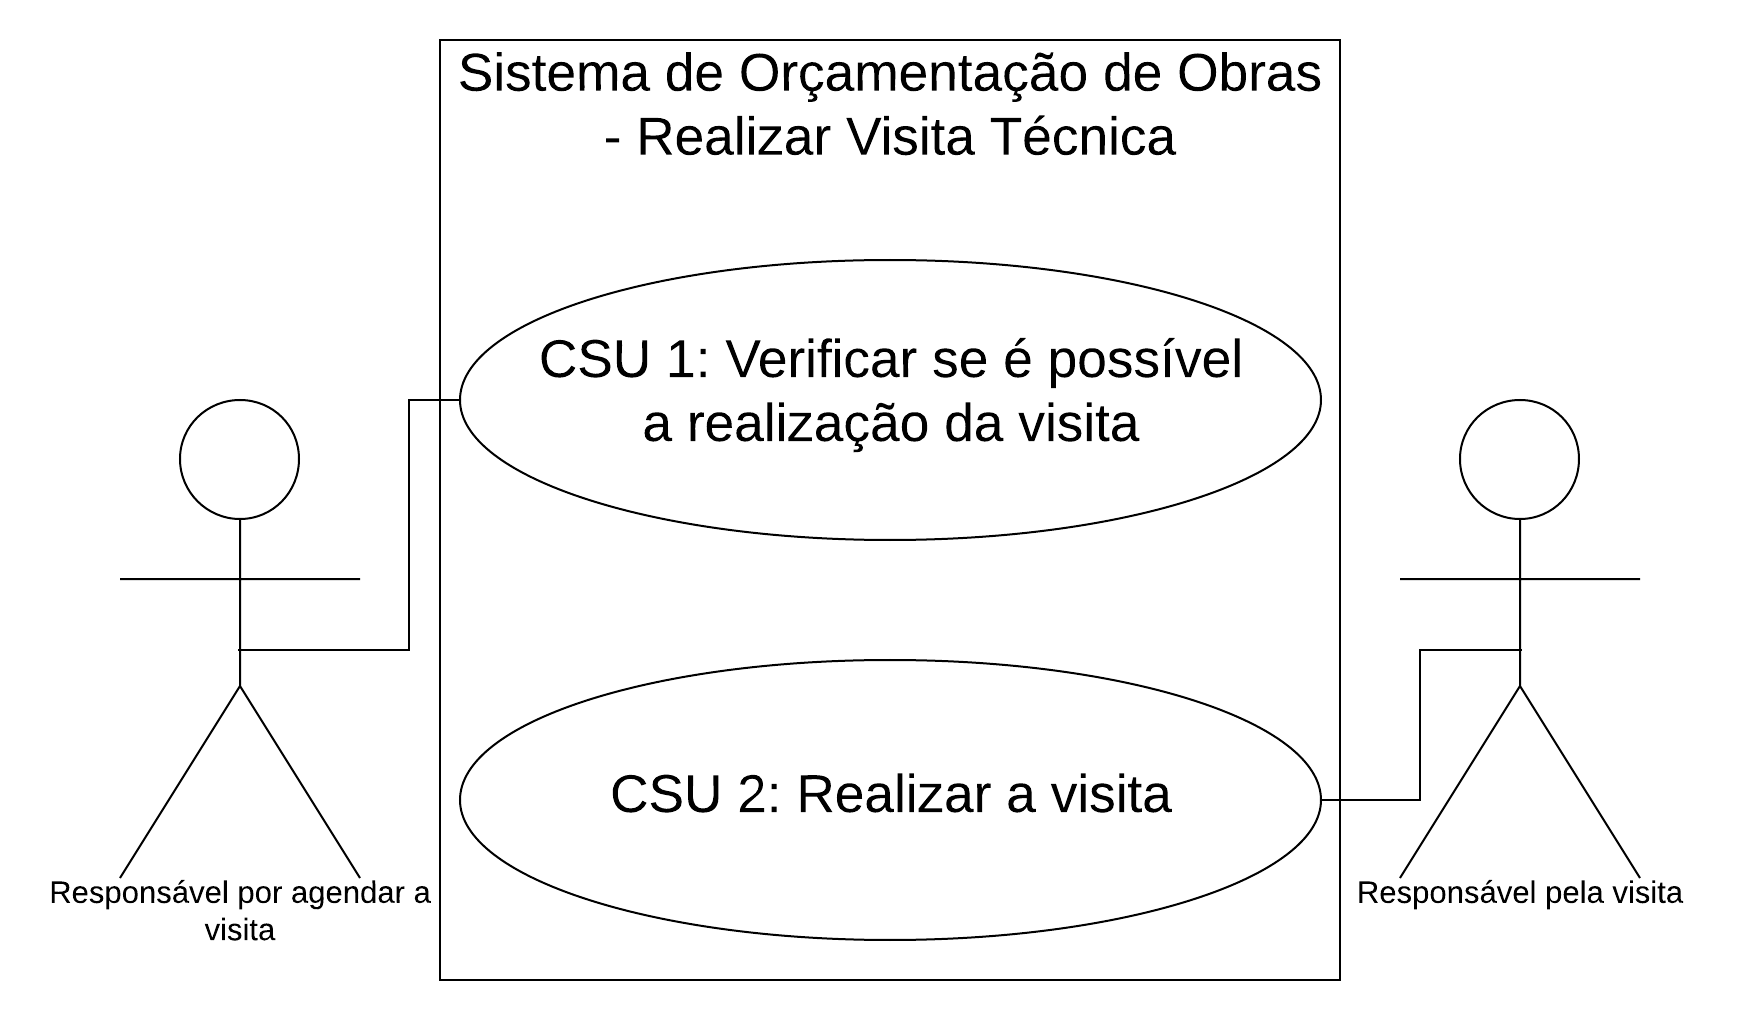 Sistema de Orçamentação de Obras
- Realizar Visita Técnica
CSU 1: Verificar se é possível
a realização da visita
CSU 2: Realizar a visita
Responsável por agendar a
visita
Responsável pela visita